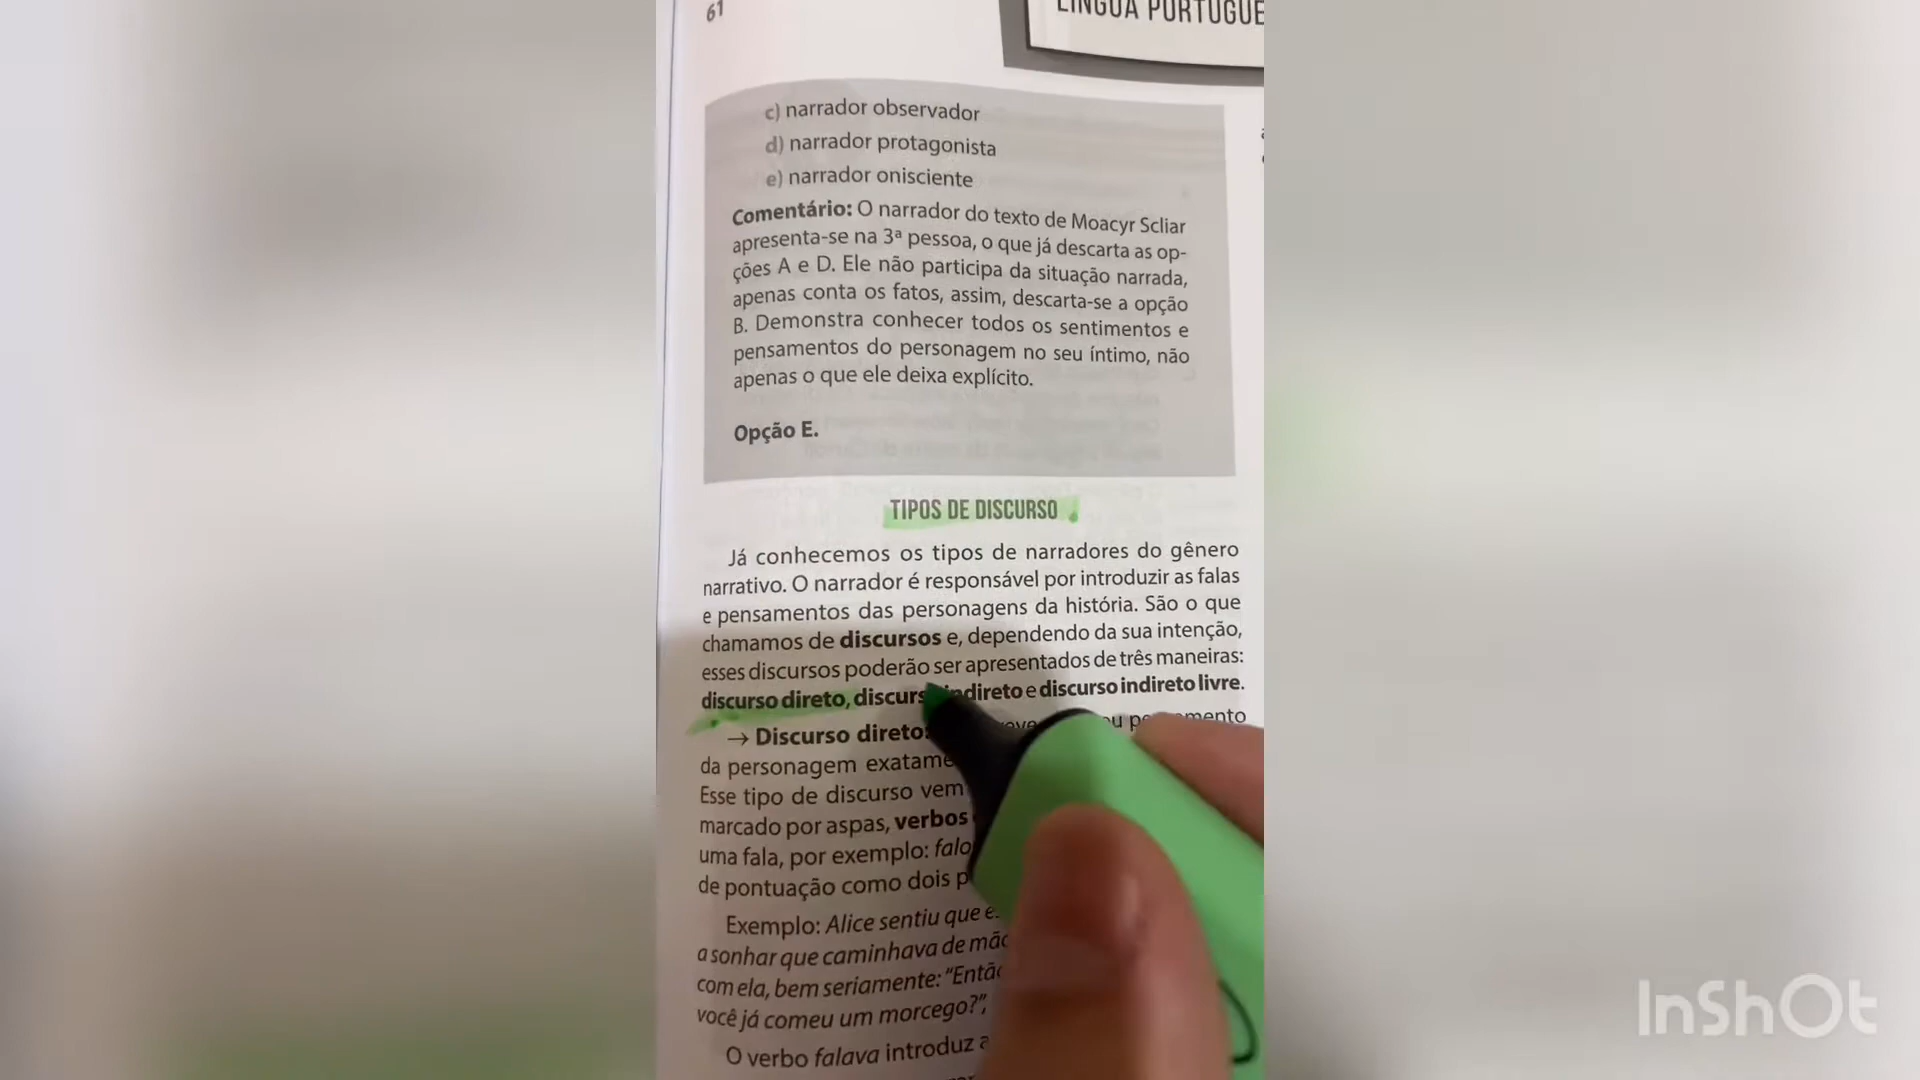 61
LÍNGUA PORTUGUE
c) narrador observador
d) narrador protagonista
e) narrador onisciente
Comentário: O narrador do texto de Moacyr Scliar
apresenta-se na 3ª pessoa, o que já descarta as op-
ções A e D. Ele não participa da situação narrada,
apenas conta os fatos, assim, descarta-se a opção
B. Demonstra conhecer todos os sentimentos e
pensamentos do personagem no seu íntimo, não
apenas o que ele deixa explícito.
Opção E.
TIPOS DE DISCURSO
Já conhecemos os tipos de narradores do gênero
narrativo. O narrador é responsável por introduzir as falas
e pensamentos das personagens da história. São o que
chamamos de discursos e, dependendo da sua intenção,
esses discursos poderão ser apresentados de três maneiras:
discurso direto, discurs indireto e discurso indireto livre.
→ Discurso direto:
da personagem exatame
Esse tipo de discurso vem
marcado por aspas, verbos
uma fala, por exemplo: falo
de pontuação como dois p
Exemplo: Alice sentiu que e
a sonhar que caminhava de mão
com ela, bem seriamente: “Então
você já comeu um morcego?”,
O verbo falava introduz a
InShOt